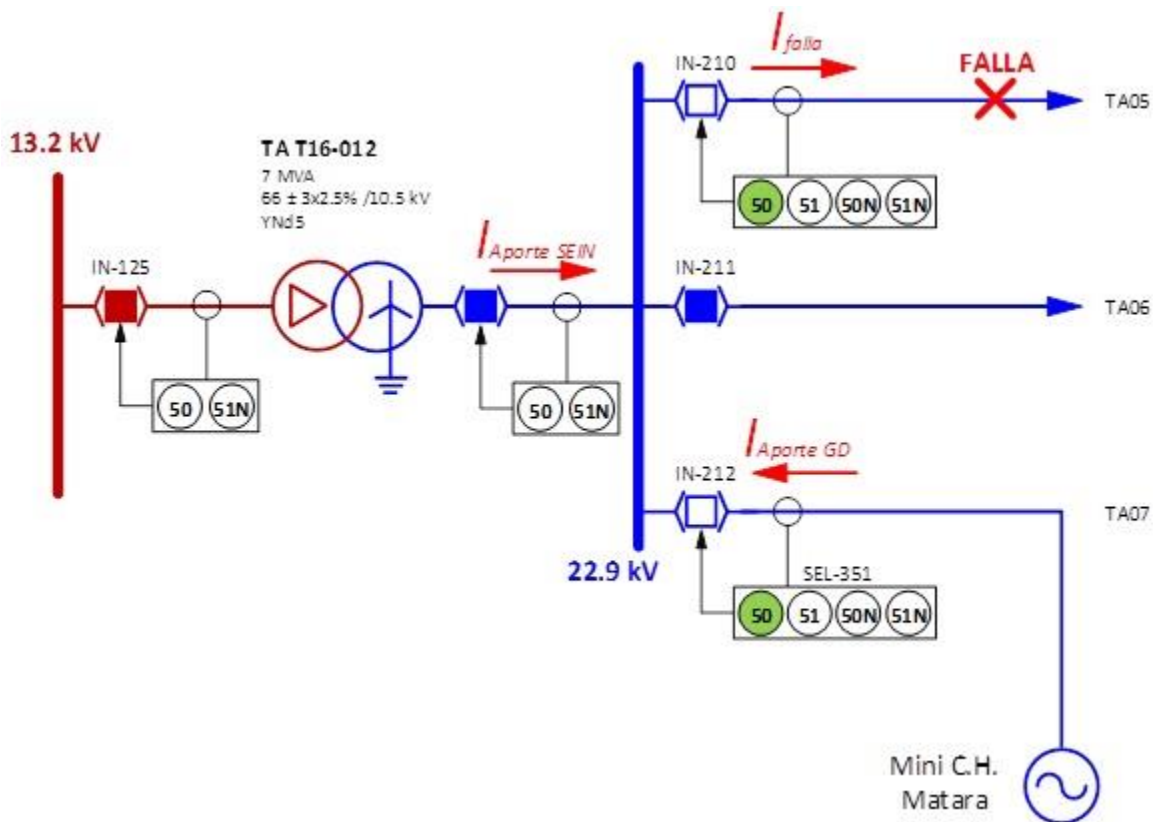 I falla
IN-210
FALLA
TA05
13.2 kV
TA T16-012
7 MVA
66 ± 3x2.5% /10.5 kV
YNd5
50 51 50N 51N
I Aporte SEIN
IN-125
IN-211
TA06
50 51N
50 51N
I Aporte GD
IN-212
TA07
22.9 kV
SEL-351
50 51 50N 51N
Mini C.H.
Matara